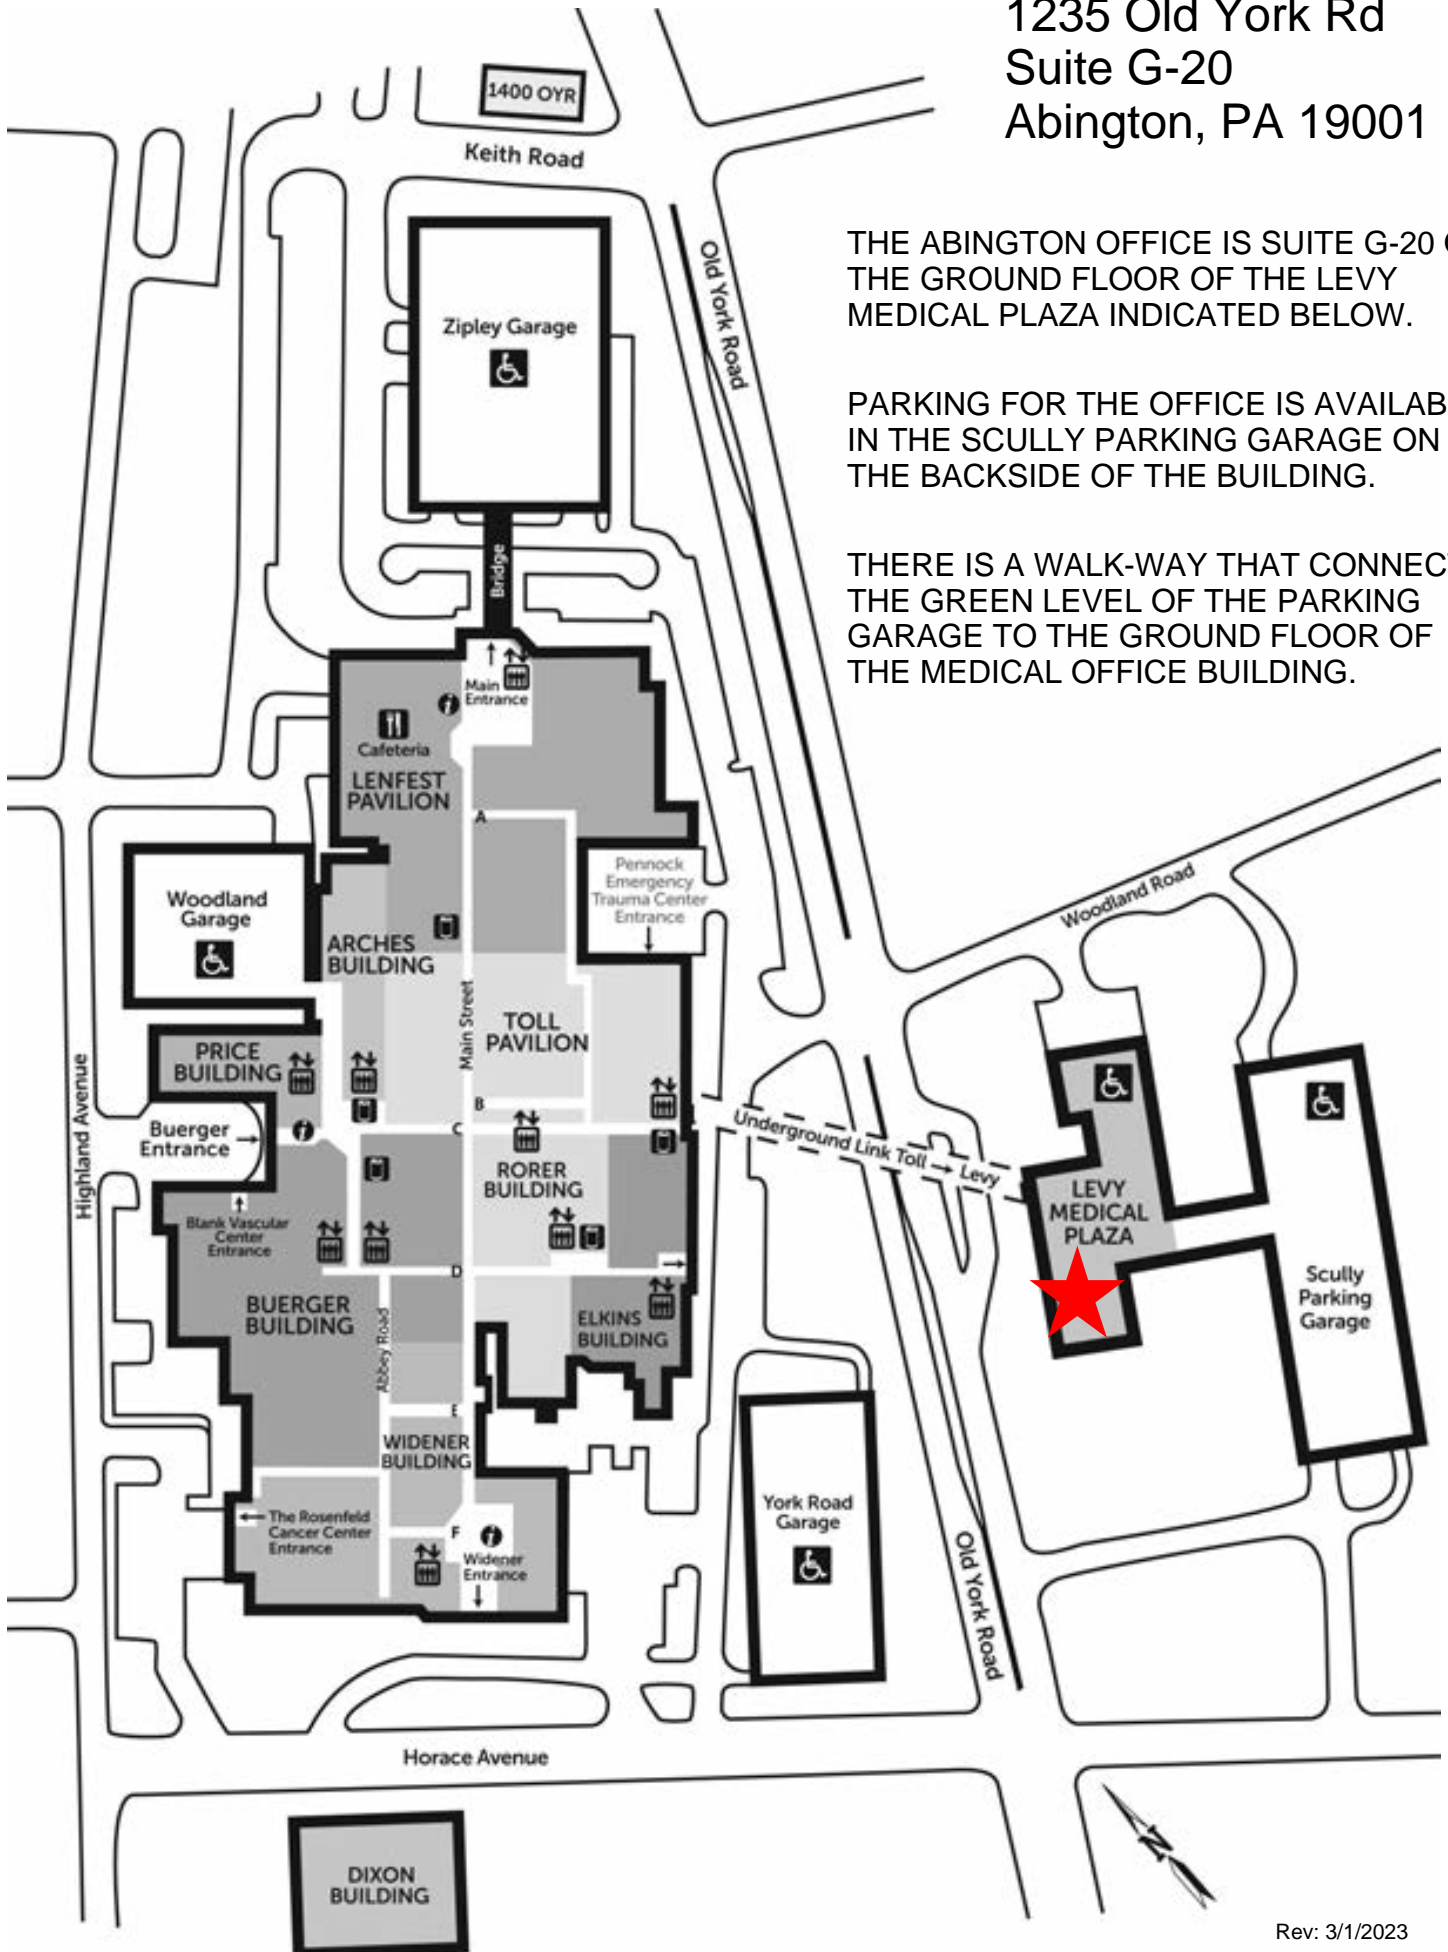 1235 Old York Rd
Suite G-20
Abington, PA 19001
THE ABINGTON OFFICE IS SUITE G-20
THE GROUND FLOOR OF THE LEVY
MEDICAL PLAZA INDICATED BELOW.
PARKING FOR THE OFFICE IS AVAILAB
IN THE SCULLY PARKING GARAGE ON
THE BACKSIDE OF THE BUILDING.
THERE IS A WALK-WAY THAT CONNEC
THE GREEN LEVEL OF THE PARKING
GARAGE TO THE GROUND FLOOR OF
THE MEDICAL OFFICE BUILDING.
1400 OYR
Keith Road
Old York Road
Zipley Garage
Bridge
Main
Entrance
Cafeteria
LENFEST
PAVILION
A
Pennock
Emergency
Trauma Center
Entrance
Woodland
Garage
ARCHES
BUILDING
Woodland Road
Main Street
TOLL
PAVILION
PRICE
BUILDING
Highland Avenue
B
C
Buerger
Entrance
Underground Link Toll → Levy
RORER
BUILDING
LEVY
MEDICAL
PLAZA
Blank Vascular
Center
Entrance
D
Scully
Parking
Garage
BUERGER
BUILDING
ELKINS
BUILDING
Abbey Road
E
WIDENER
BUILDING
York Road
Garage
The Rosenfeld
Cancer Center
Entrance
F
Widener
Entrance
Old York Road
Horace Avenue
N
DIXON
BUILDING
Rev: 3/1/2023